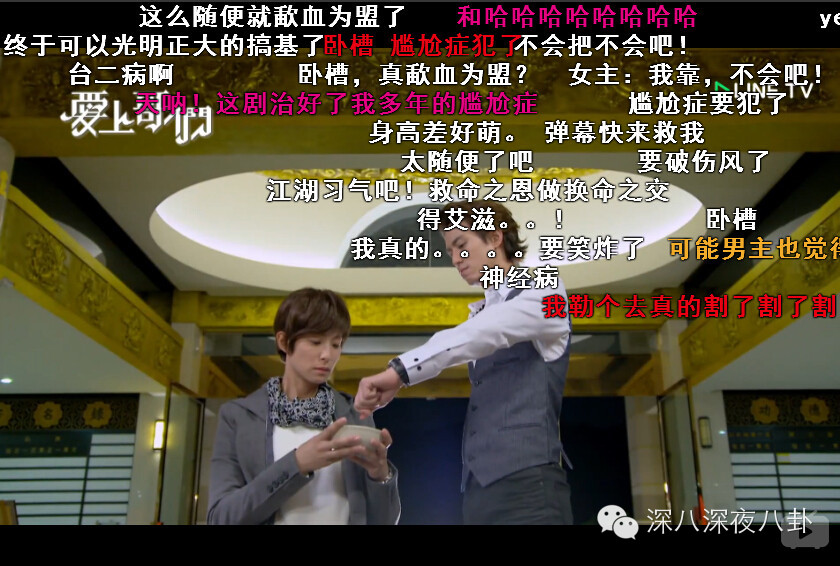 这么随便就歃血为盟了 和哈哈哈哈哈哈哈哈 ye
终于可以光明正大的搞基了卧槽 尴尬症犯了不会把不会吧！
台二病啊 卧槽，真歃血为盟？ 女主：我靠，不会吧！
LINE TV
天呐！这剧治好了我多年的尴尬症 尴尬症要犯了
愛上哥們
身高差好萌。 弹幕快来救我
太随便了吧 要破伤风了
江湖习气吧！救命之恩做换命之交
得艾滋。。！ 卧槽
我真的。。。。要笑炸了 可能男主也觉得
神经病
我勒个去真的割了割了割
深八深夜八卦